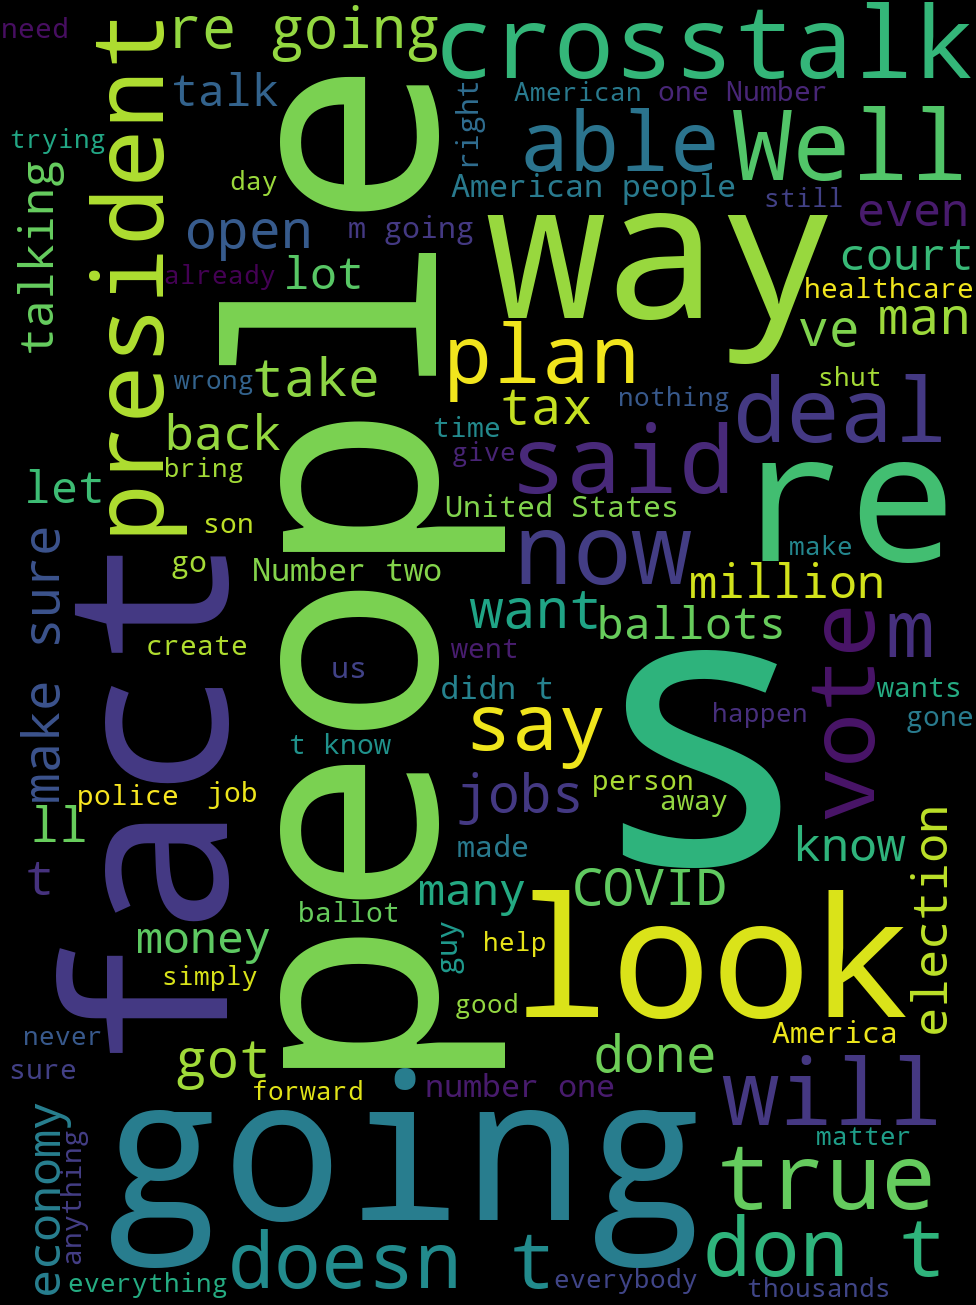 need
re going
crosstalk
talk
American
one Number
trying
president
people
right
able
Well
day
American people
still
talking
open
m going
way
even
already
lot
court
healthcare
wrong
take
plan
ve
man
shut
back
tax
nothing
deal
time
bring
give
said
re
let
son
United States
now
make
make sure
fact
go
Number two
million
want
ballots
vote
m
create
us
went
s
didn t
wants
say
happen
gone
t know
police
job
jobs
person
away
ll
made
know
t
many
COVID
election
money
ballot
guy
help
look
simply
good
never
sure
got
done
America
forward
number one
will
going
economy
anything
matter
true
doesn t
don t
everything
everybody
thousands